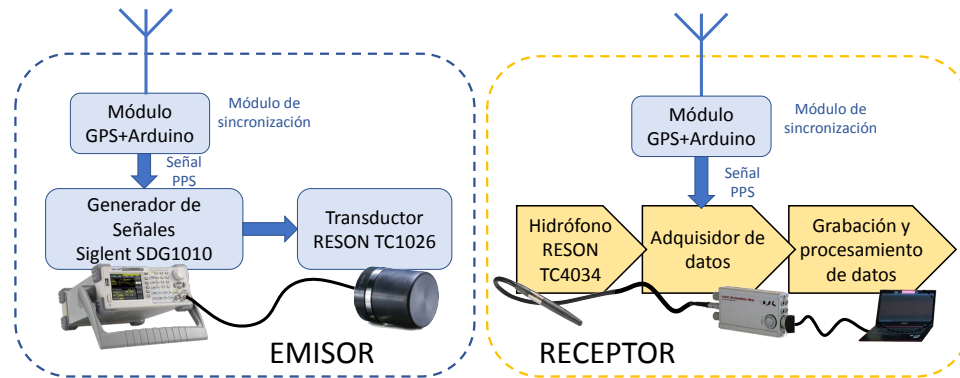 Módulo
GPS+Arduino
Módulo de
sincronización
Señal
PPS
Generador de
Señales
Siglent SDG1010
Transductor
RESON TC1026
EMISOR
Módulo
GPS+Arduino
Módulo de
sincronización
Señal
PPS
Hidrófono
RESON
TC4034
Adquisidor de
datos
Grabación y
procesamiento
de datos
RECEPTOR